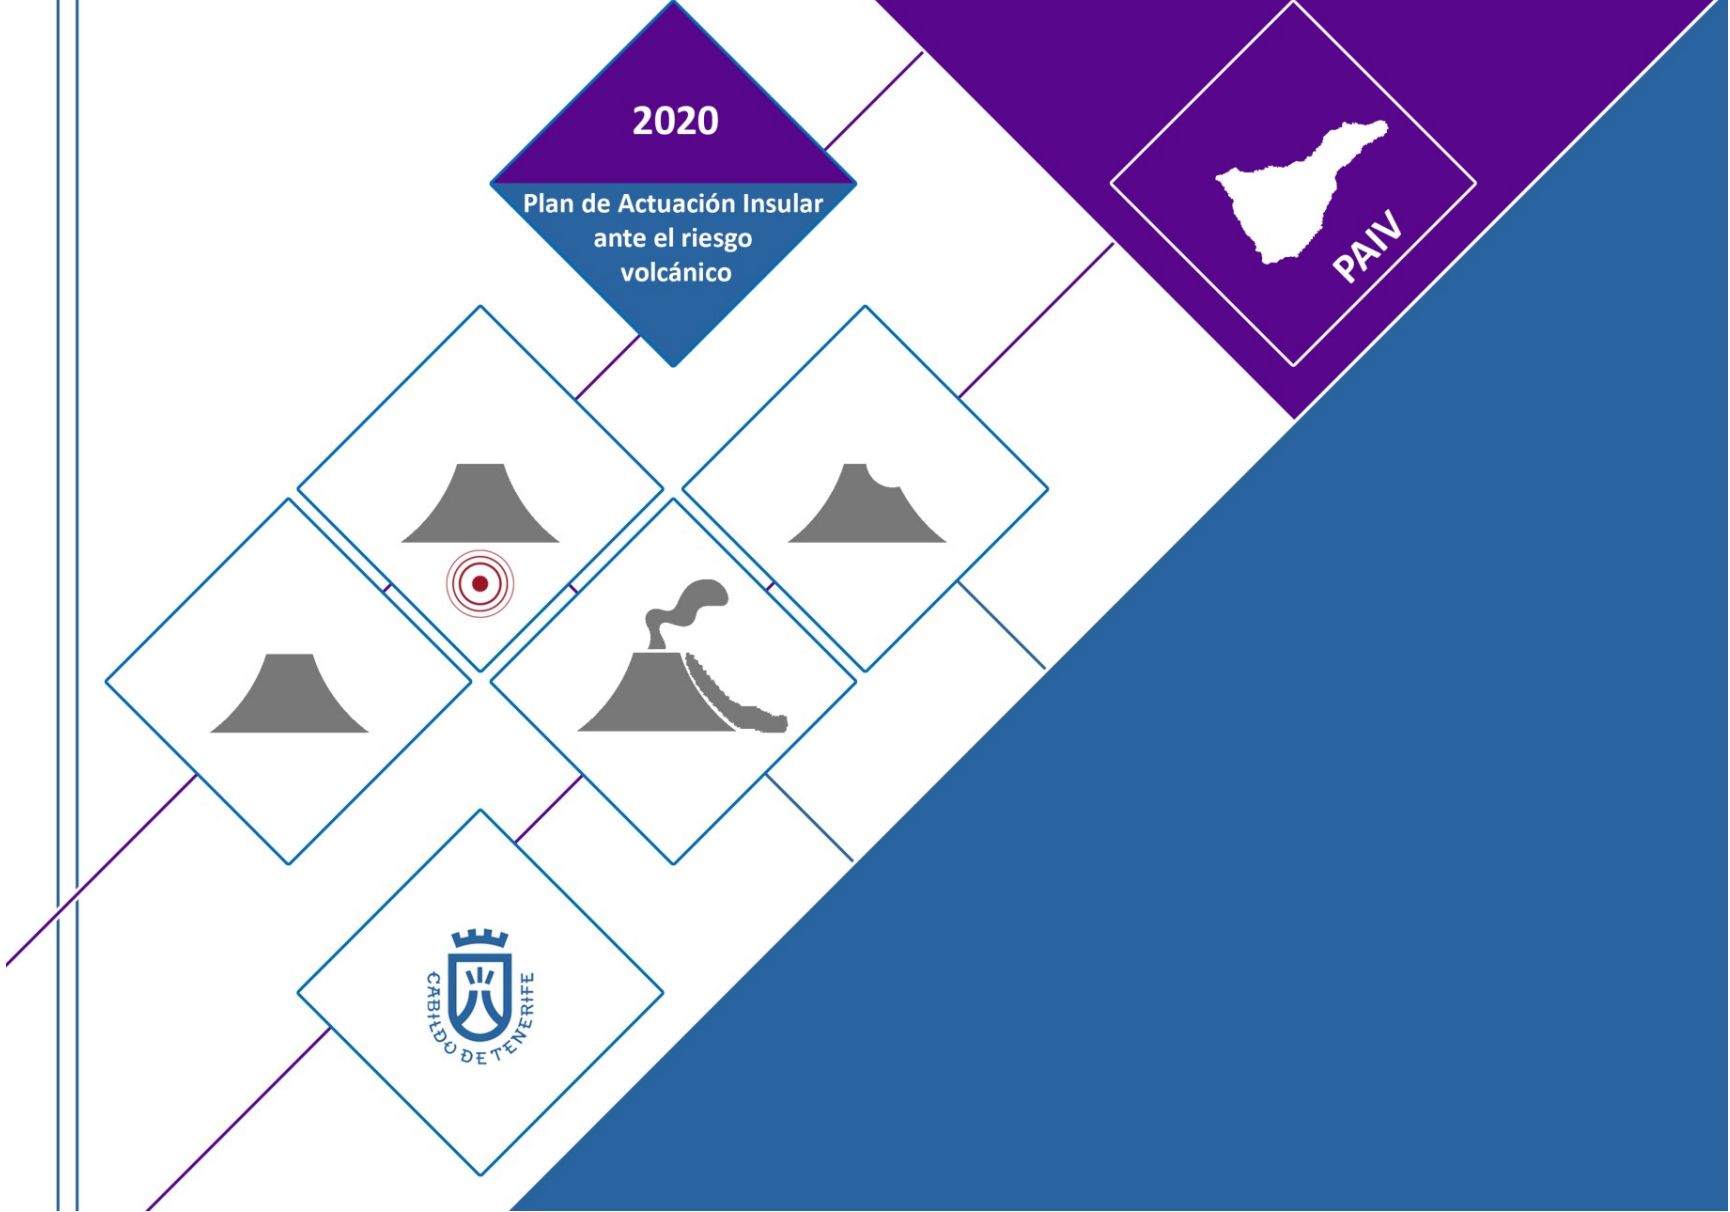 2020
Plan de Actuación Insular
ante el riesgo
volcánico
PAIV
CABILDO DE TENERIFE